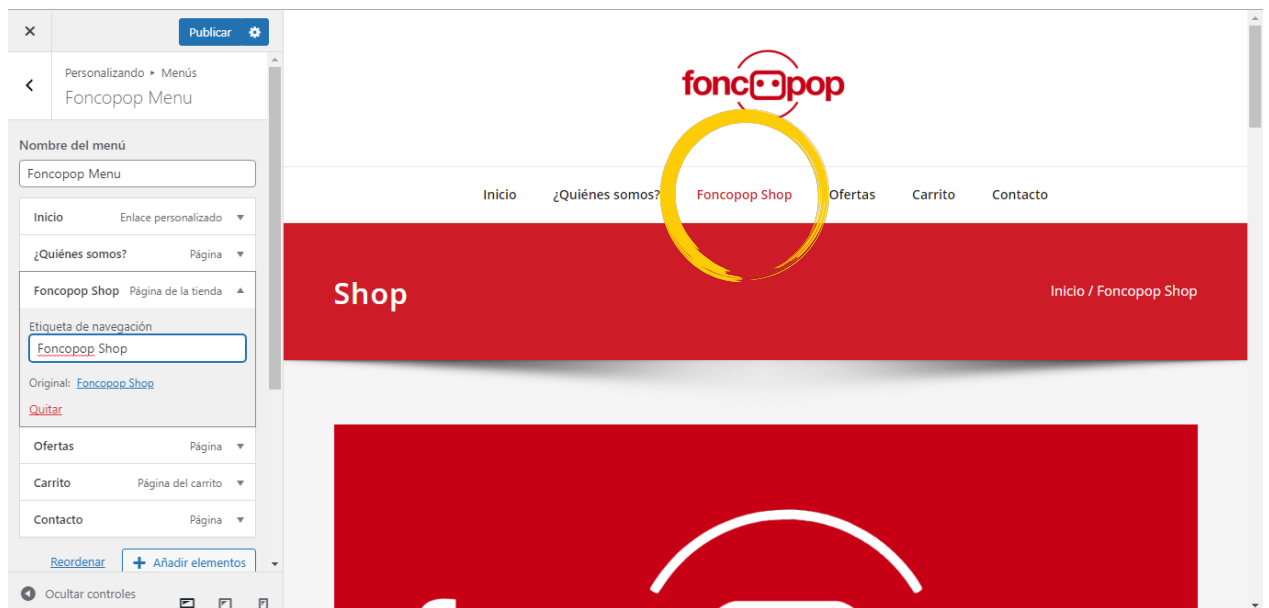 Publicar
Personalizando ▸ Menús
Foncopop Menu
Nombre del menú
Foncopop Menu
Inicio Enlace personalizado
¿Quiénes somos? Página
Foncopop Shop Página de la tienda
Etiqueta de navegación
Foncopop Shop
Original: Foncopop Shop
Quitar
Ofertas Página
Carrito Página del carrito
Contacto Página
Reordenar + Añadir elementos
Ocultar controles
foncopop
Inicio ¿Quiénes somos? Foncopop Shop Ofertas Carrito Contacto
Shop
Inicio / Foncopop Shop